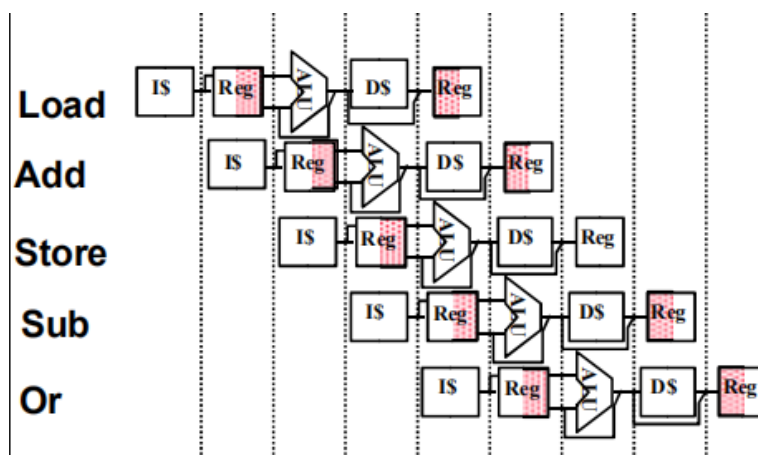 Load I$ Reg ALU D$ Reg
Add I$ Reg ALU D$ Reg
Store I$ Reg ALU D$ Reg
Sub I$ Reg ALU D$ Reg
Or I$ Reg ALU D$ Reg